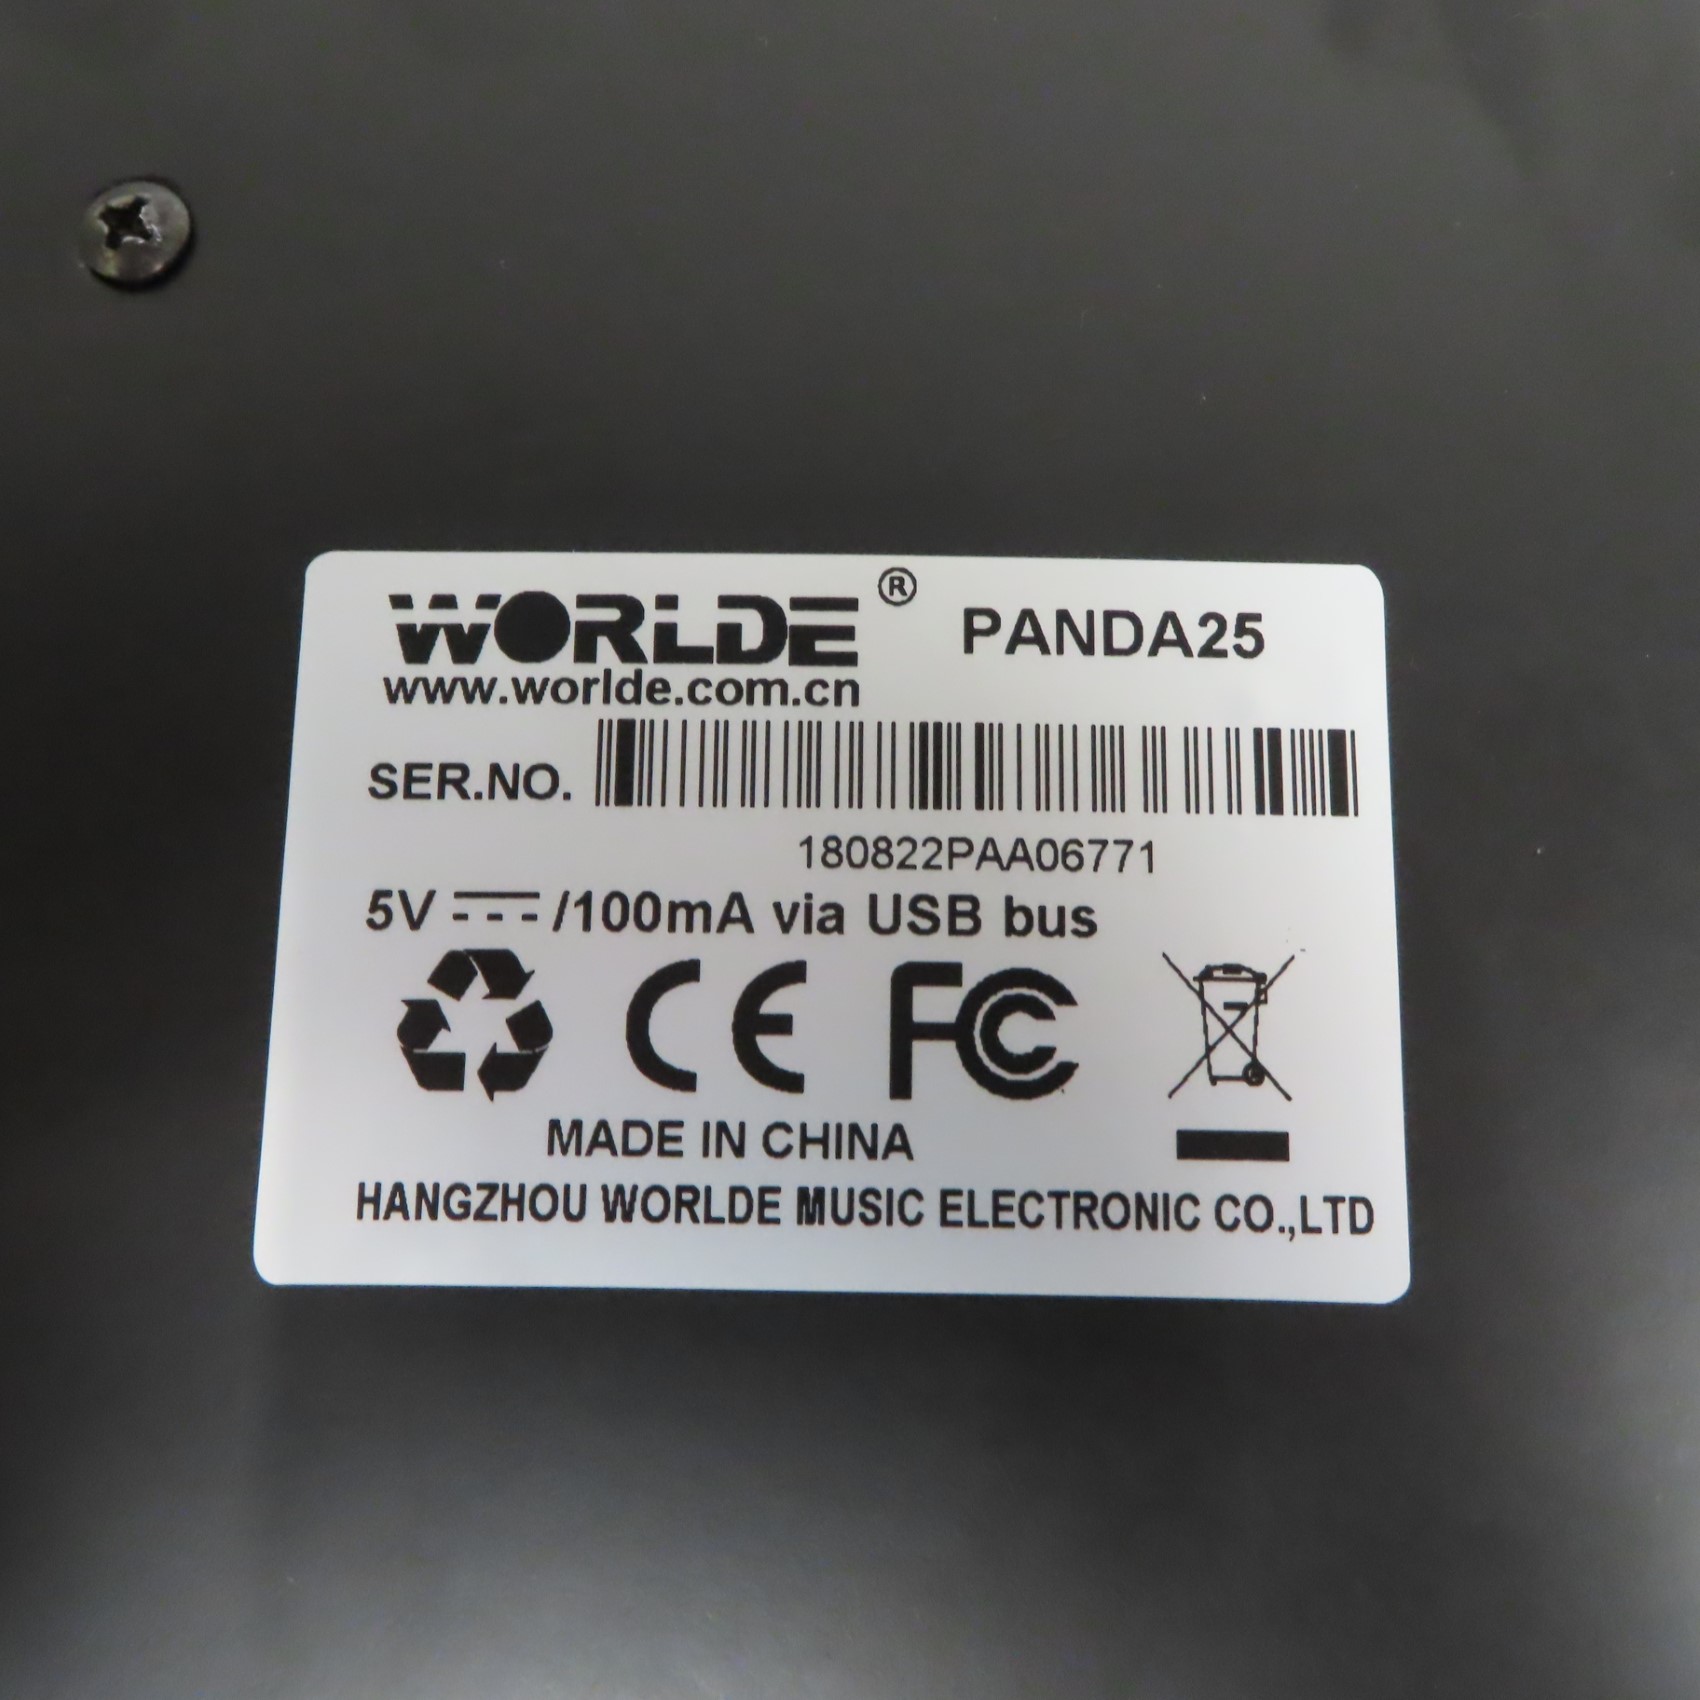 WORLDE® PANDA25
www.worlde.com.cn
SER.NO.
180822PAA06771
5V ⎓ /100mA via USB bus
CE FC
MADE IN CHINA
HANGZHOU WORLDE MUSIC ELECTRONIC CO.,LTD